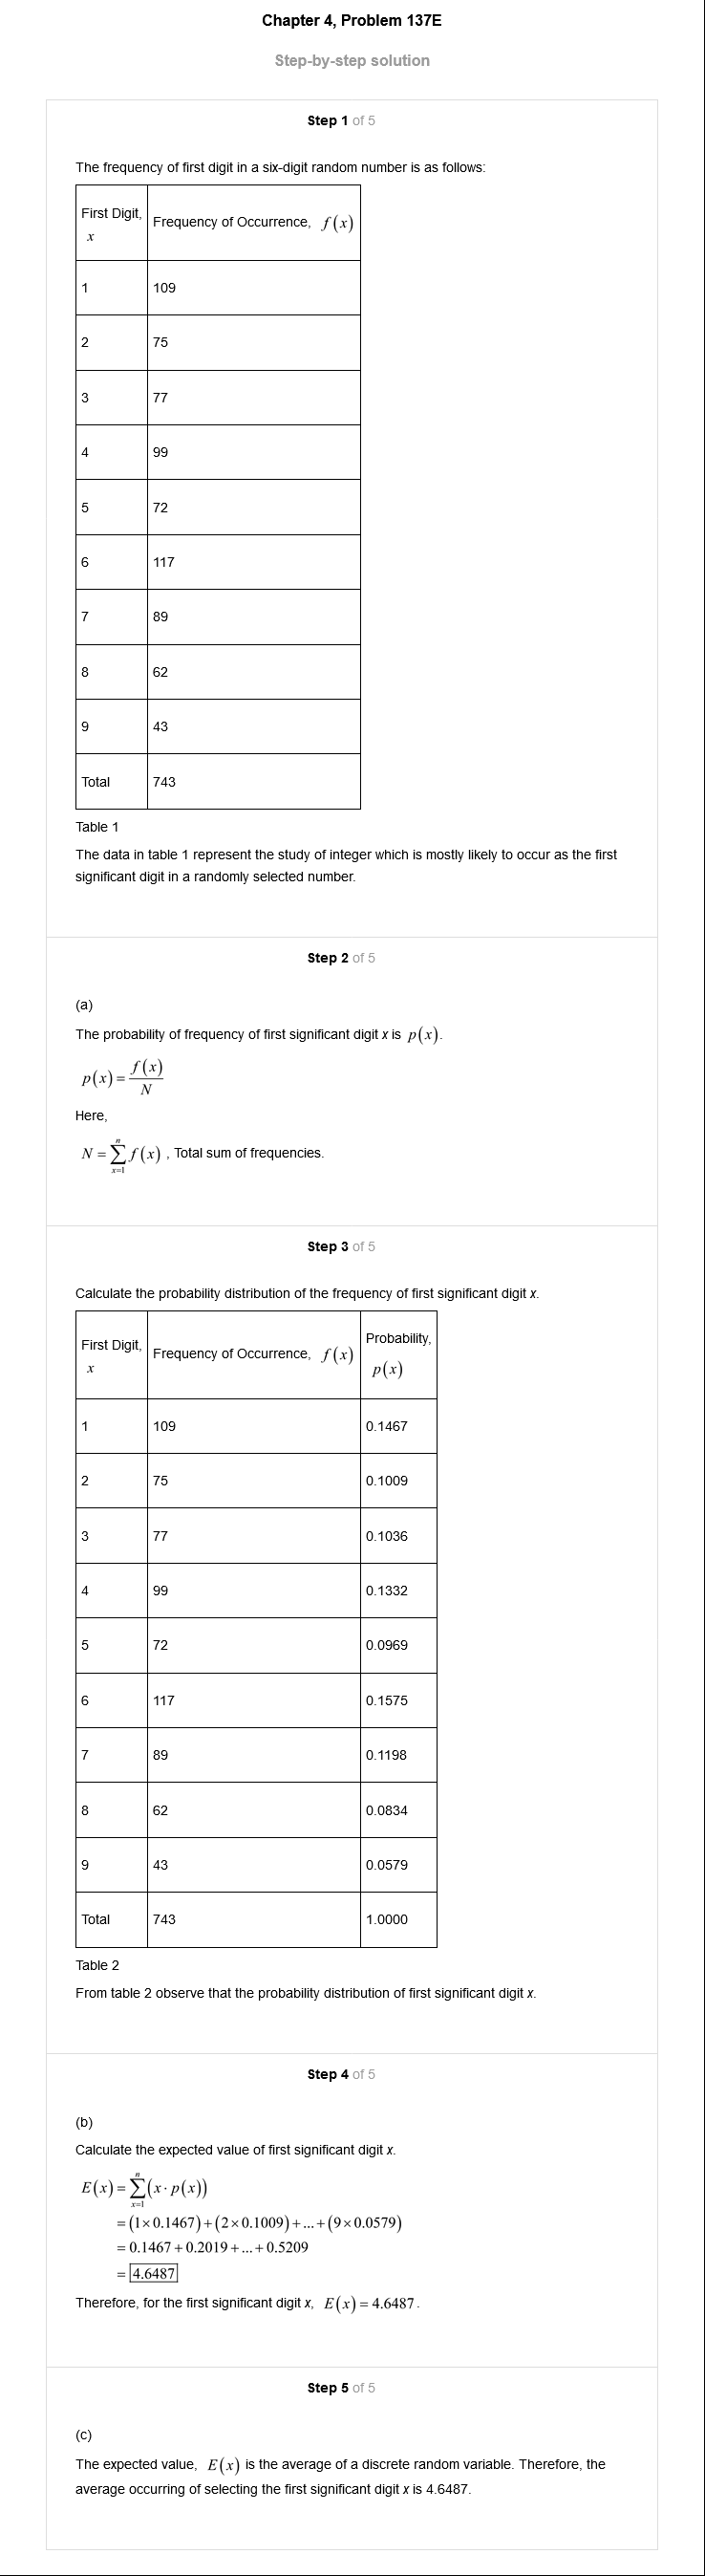 Chapter 4, Problem 137E
Step-by-step solution
Step 1 of 5
The frequency of first digit in a six-digit random number is as follows:
First Digit, x Frequency of Occurrence, f(x)
1 109
2 75
3 77
4 99
5 72
6 117
7 89
8 62
9 43
Total 743
Table 1
The data in table 1 represent the study of integer which is mostly likely to occur as the first
significant digit in a randomly selected number.
Step 2 of 5
(a)
The probability of frequency of first significant digit x is p(x).
p(x) = f(x)/N
Here,
N = ∑_{x=1}^{n} f(x) , Total sum of frequencies.
Step 3 of 5
Calculate the probability distribution of the frequency of first significant digit x.
First Digit, x Frequency of Occurrence, f(x) Probability, p(x)
1 109 0.1467
2 75 0.1009
3 77 0.1036
4 99 0.1332
5 72 0.0969
6 117 0.1575
7 89 0.1198
8 62 0.0834
9 43 0.0579
Total 743 1.0000
Table 2
From table 2 observe that the probability distribution of first significant digit x.
Step 4 of 5
(b)
Calculate the expected value of first significant digit x.
E(x) = ∑_{x=1}^{n} (x · p(x))
= (1×0.1467)+(2×0.1009)+...+(9×0.0579)
= 0.1467+0.2019+...+0.5209
= 4.6487
Therefore, for the first significant digit x, E(x) = 4.6487.
Step 5 of 5
(c)
The expected value, E(x) is the average of a discrete random variable. Therefore, the
average occurring of selecting the first significant digit x is 4.6487.